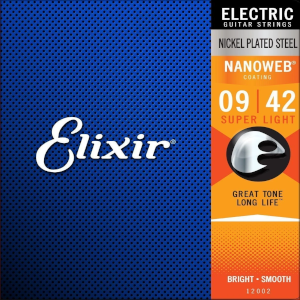 ELECTRIC
GUITAR STRINGS
NICKEL PLATED STEEL
NANOWEB®
COATING
09 | 42
SUPER LIGHT
Elixir
GREAT TONE
LONG LIFE™
BRIGHT • SMOOTH
12002